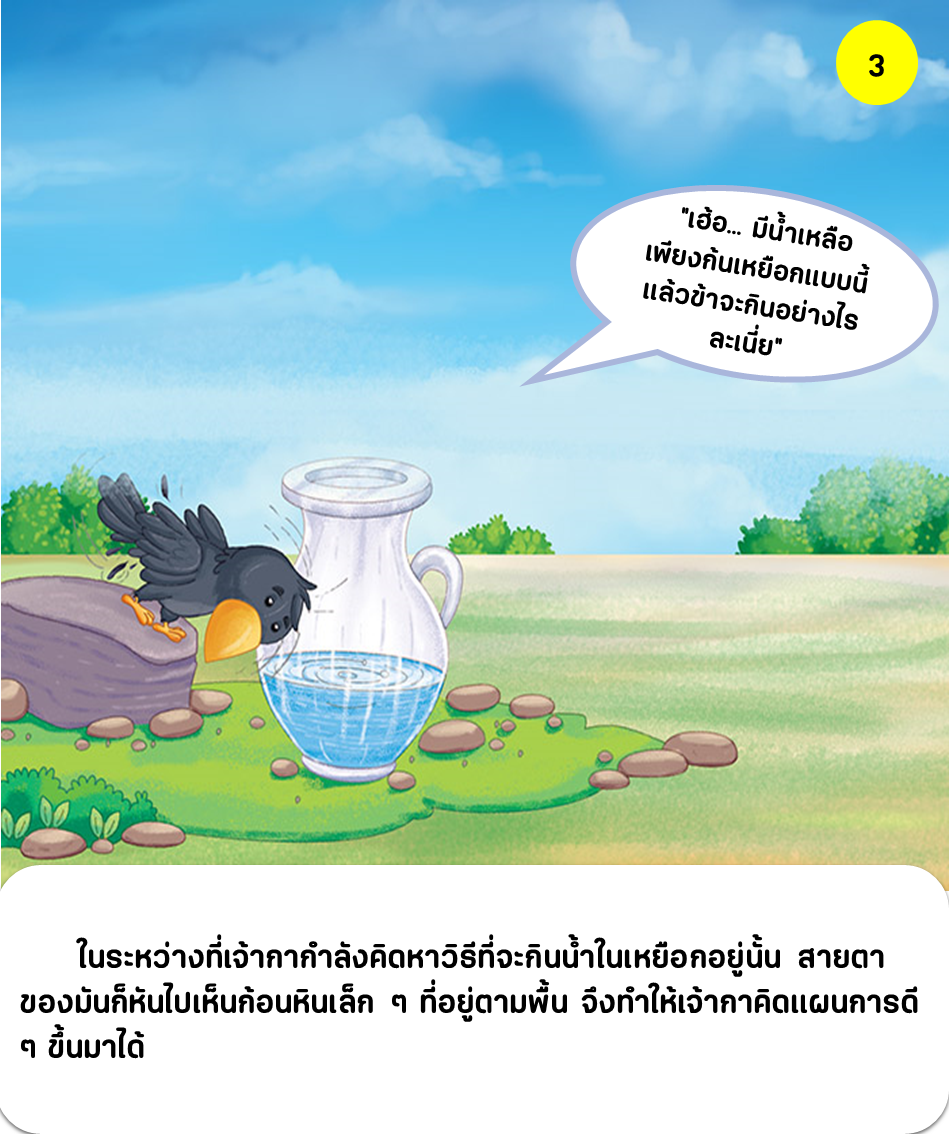 3
"เฮ้อ... มีน้ำเหลือ
เพียงก้นเหยือกแบบนี้
แล้วข้าจะกินอย่างไร
ละเนี่ย"
ในระหว่างที่เจ้ากากำลังคิดหาวิธีที่จะกินน้ำในเหยือกอยู่นั้น สายตา
ของมันก็หันไปเห็นก้อนหินเล็ก ๆ ที่อยู่ตามพื้น จึงทำให้เจ้ากาคิดแผนการดี
ๆ ขึ้นมาได้